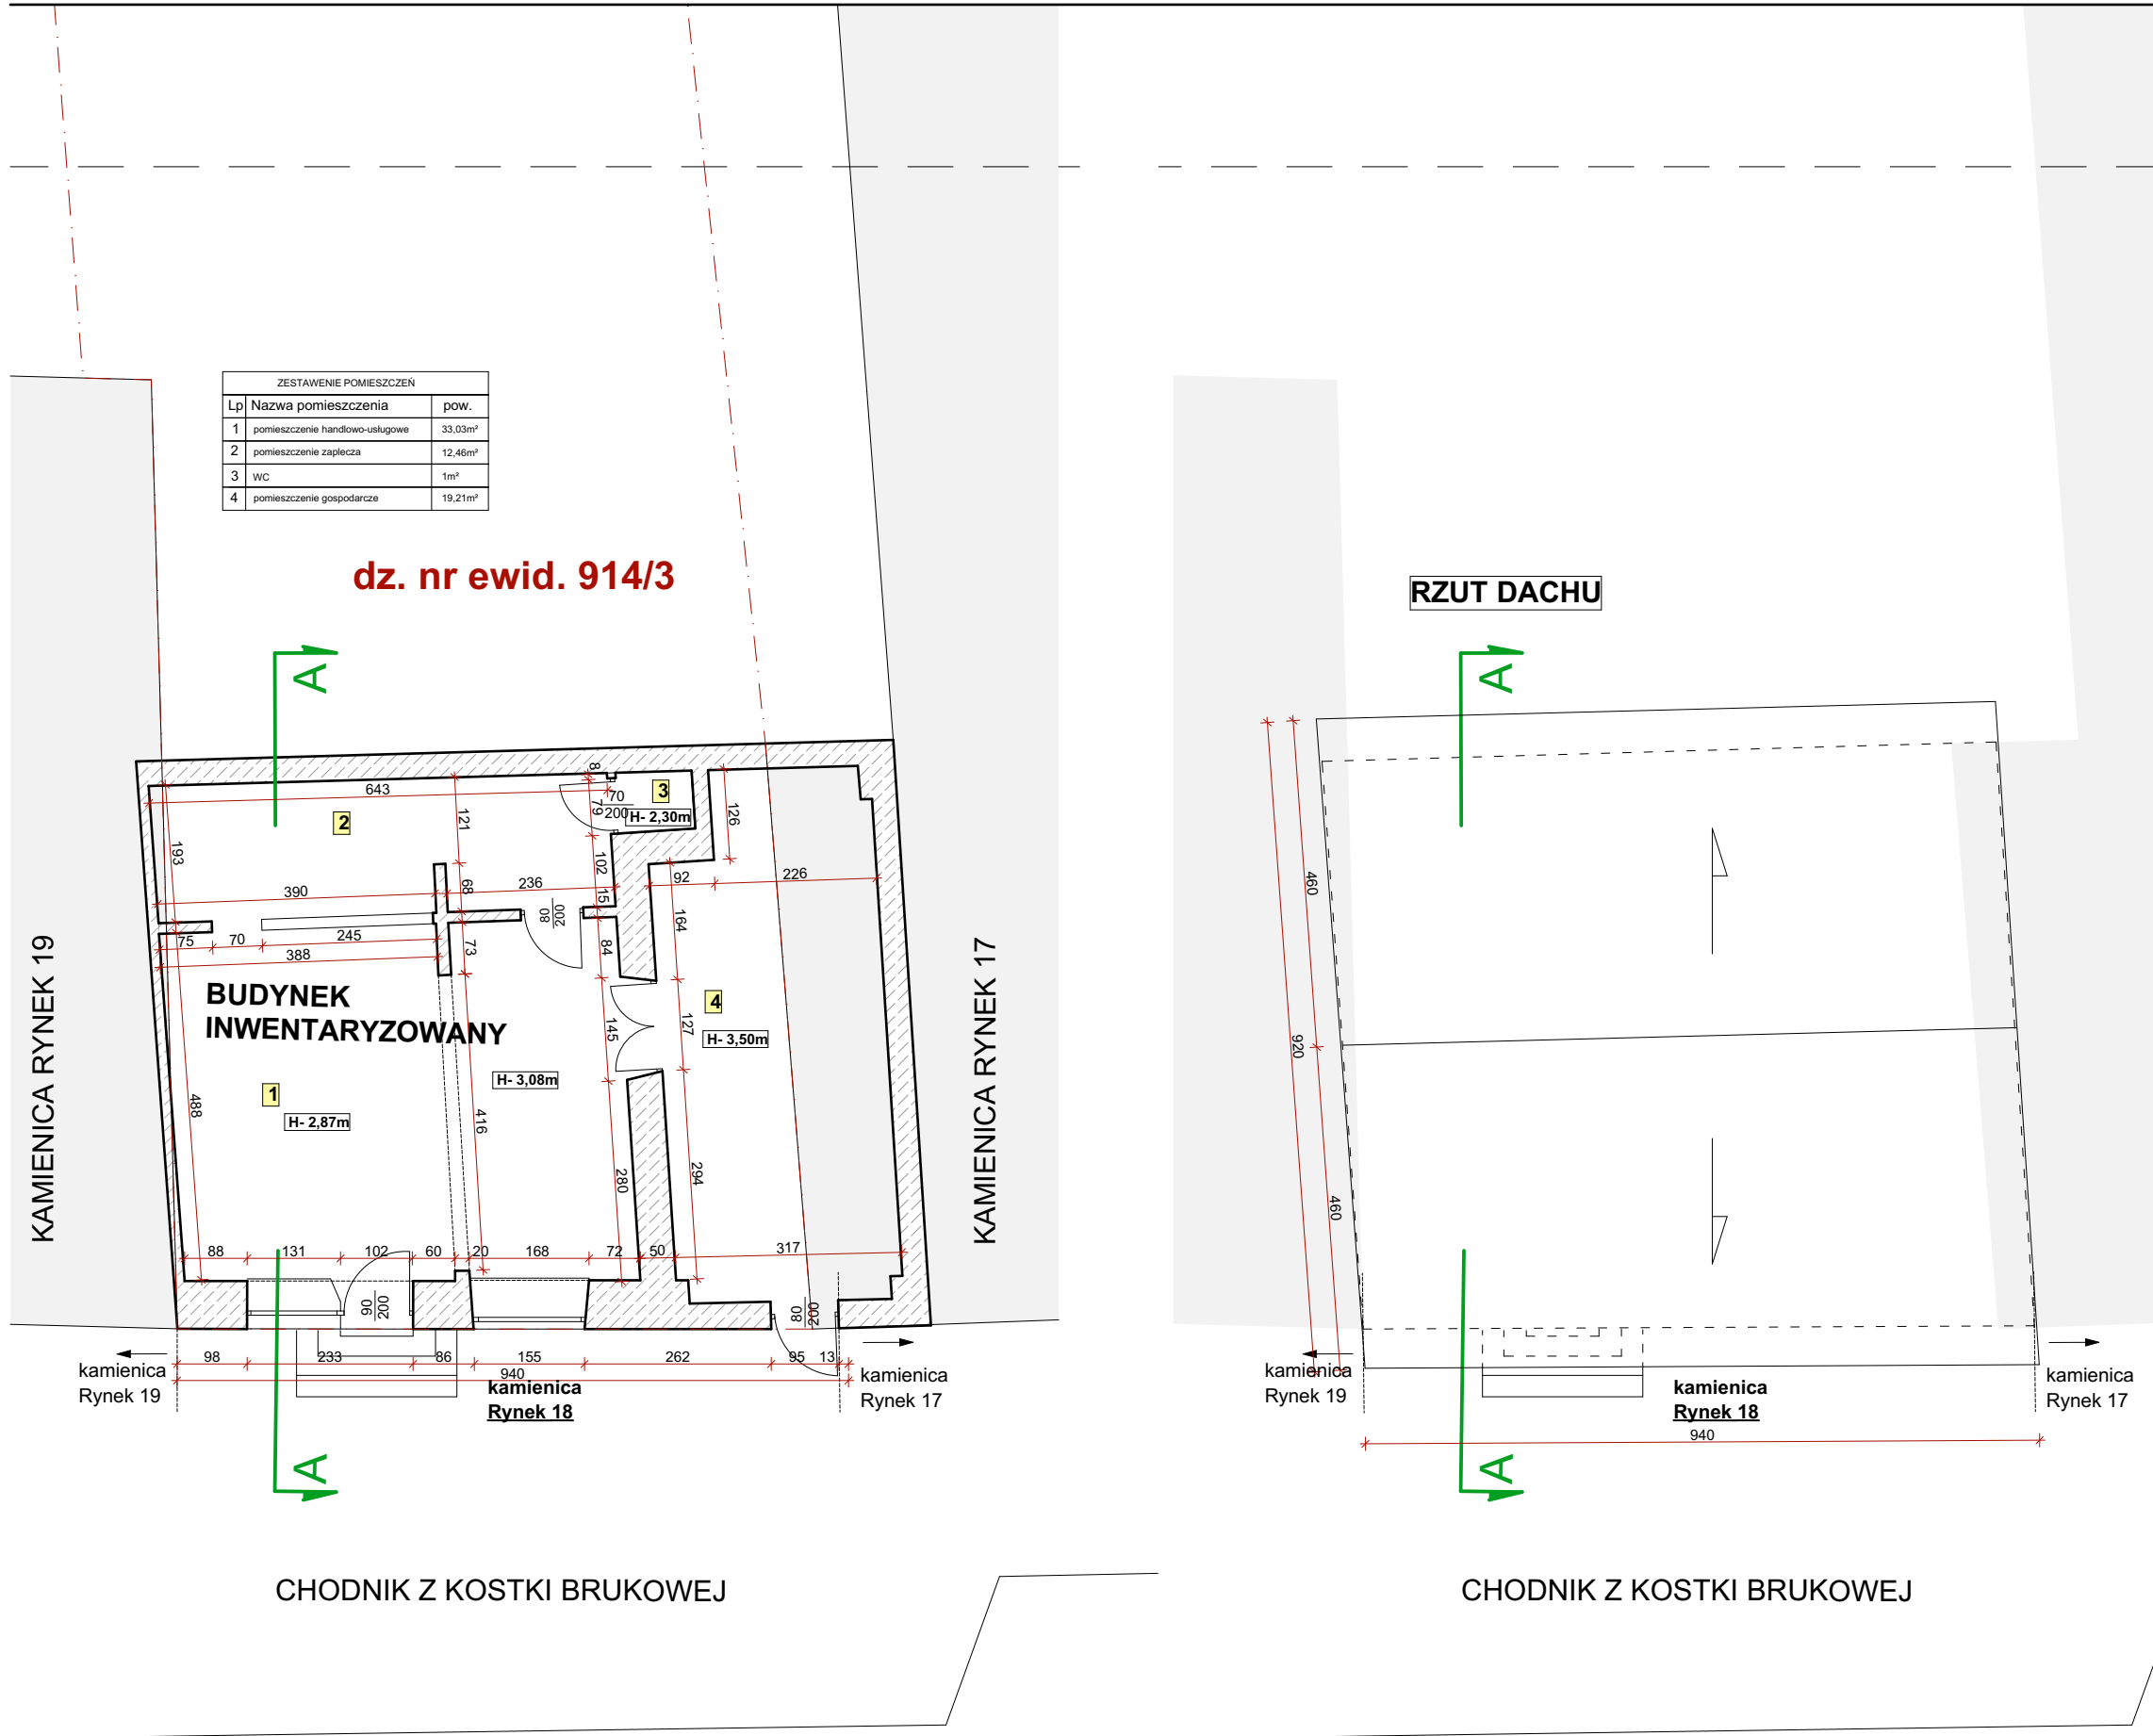 ZESTAWENIE POMIESZCZEŃ
Lp Nazwa pomieszczenia pow.
1 pomieszczenie handlowo-usługowe 33,03m²
2 pomieszczenie zaplecza 12,46m²
3 WC 1m²
4 pomieszczenie gospodarcze 19,21m²
dz. nr ewid. 914/3
A
643
8
79
70
200
3
H- 2,30m
2
121
126
193
390
68
236
102
15
92
226
80
200
164
75
70
245
388
73
84
BUDYNEK
INWENTARYZOWANY
145
127
4
H- 3,50m
H- 3,08m
1
H- 2,87m
488
416
280
294
88
131
102
60
20
168
72
50
317
90
200
80
200
98
233
86
155
262
95
13
940
kamienica
Rynek 19
kamienica
Rynek 18
kamienica
Rynek 17
A
KAMIENICA RYNEK 19
KAMIENICA RYNEK 17
CHODNIK Z KOSTKI BRUKOWEJ
RZUT DACHU
A
460
920
460
kamienica
Rynek 19
kamienica
Rynek 18
kamienica
Rynek 17
940
A
CHODNIK Z KOSTKI BRUKOWEJ